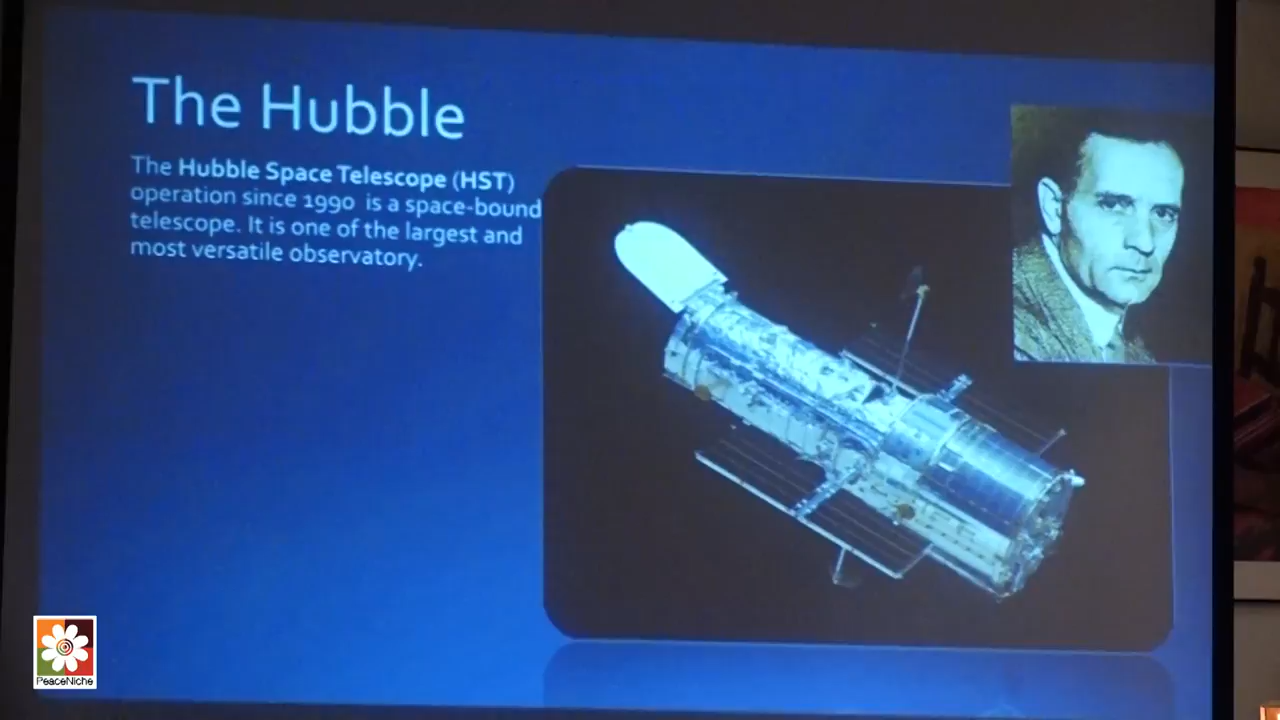 The Hubble
The Hubble Space Telescope (HST)
operation since 1990 is a space-bound
telescope. It is one of the largest and
most versatile observatory.
PeaceNiche